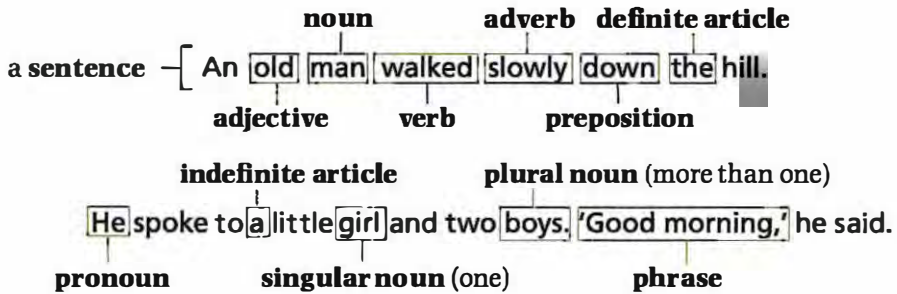 noun adverb definite article
a sentence An old man walked slowly down the hill.
adjective verb preposition
indefinite article plural noun (more than one)
He spoke to a little girl and two boys. 'Good morning,' he said.
pronoun singular noun (one) phrase